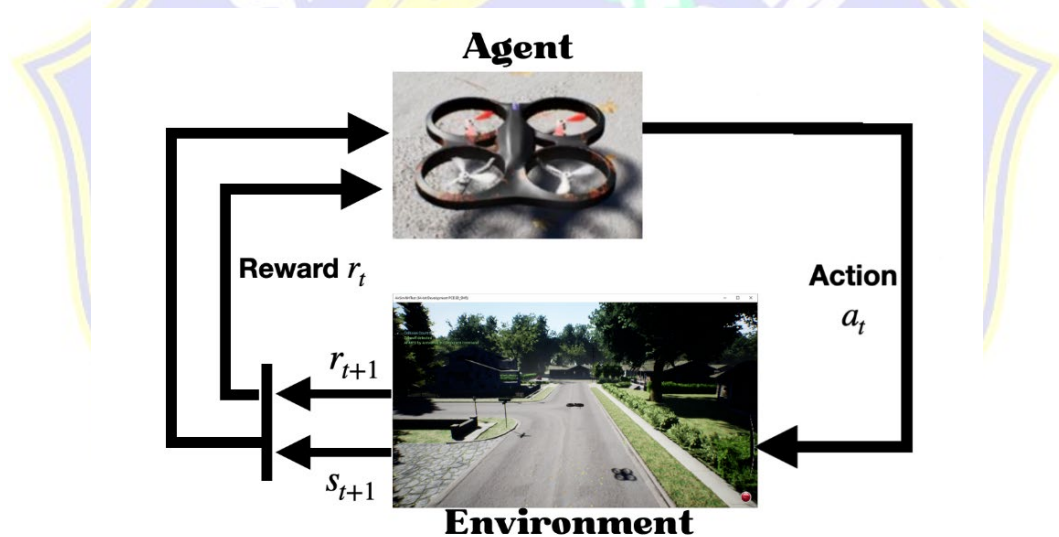 Agent
Reward r_t
Action
a_t
r_{t+1}
s_{t+1}
Environment